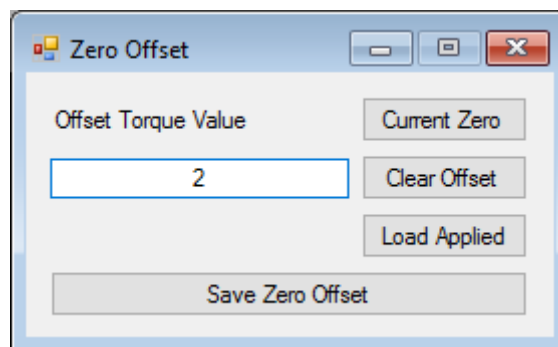 Zero Offset
Offset Torque Value
Current Zero
2
Clear Offset
Load Applied
Save Zero Offset